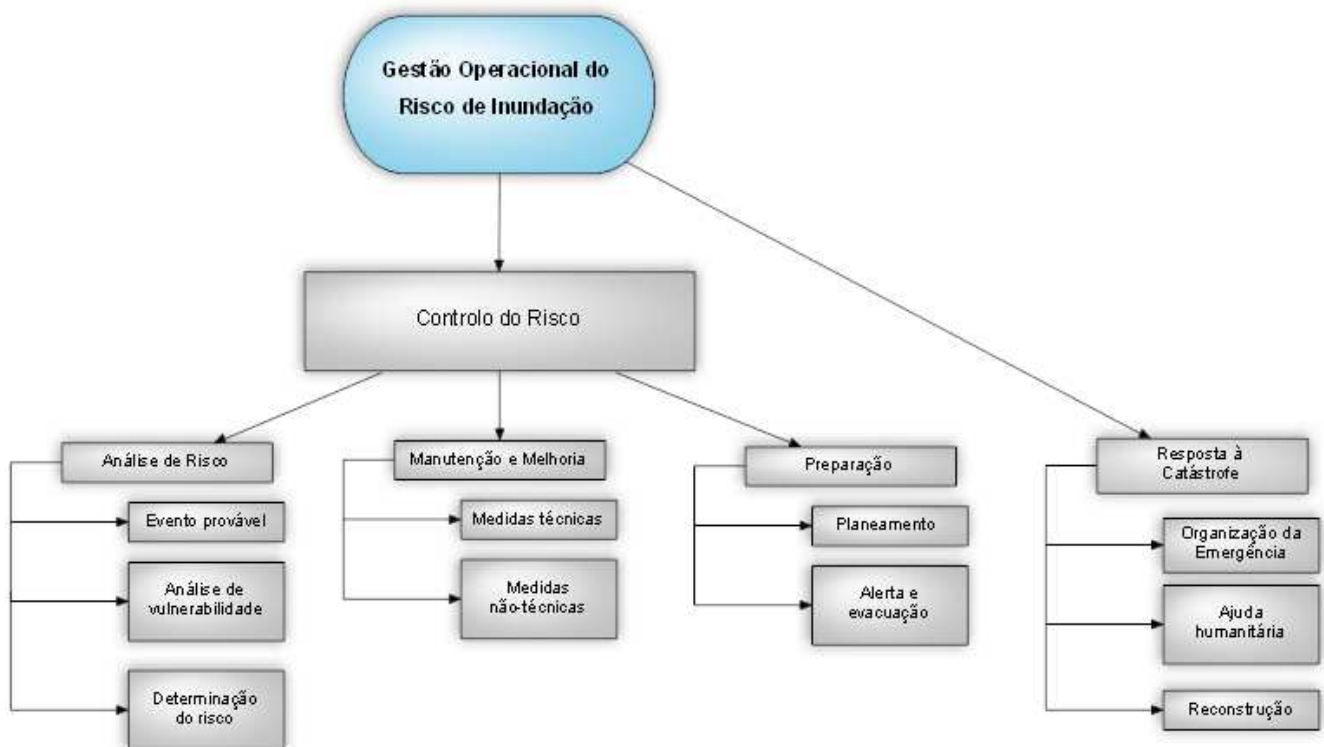 Gestão Operacional do
Risco de Inundação
Controlo do Risco
Análise de Risco
Evento provável
Análise de
vulnerabilidade
Determinação
do risco
Manutenção e Melhoria
Medidas técnicas
Medidas
não-técnicas
Preparação
Planeamento
Alerta e
evacuação
Resposta à
Catástrofe
Organização da
Emergência
Ajuda
humanitária
Reconstrução